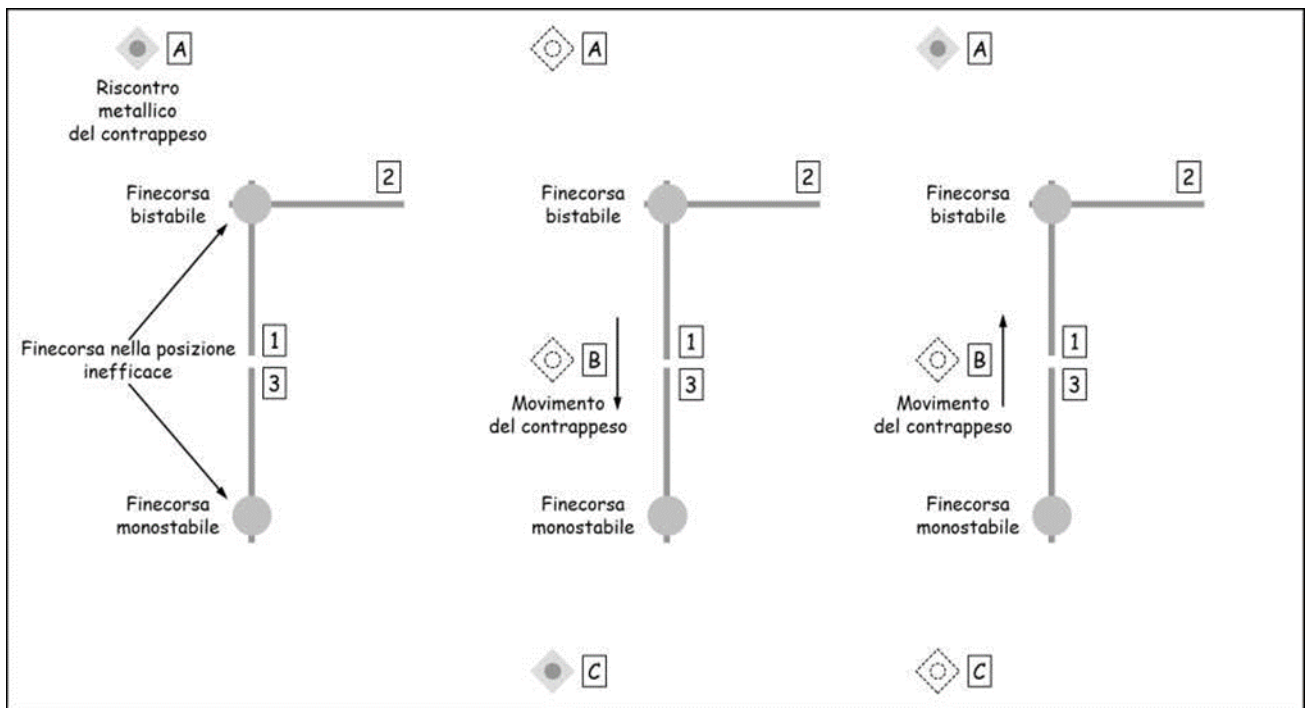 A
Riscontro
metallico
del contrappeso
2
Finecorsa
bistabile
1
Finecorsa nella posizione
inefficace
3
Finecorsa
monostabile
A
2
Finecorsa
bistabile
1
B
3
Movimento
del contrappeso
Finecorsa
monostabile
C
A
2
Finecorsa
bistabile
1
B
3
Movimento
del contrappeso
Finecorsa
monostabile
C